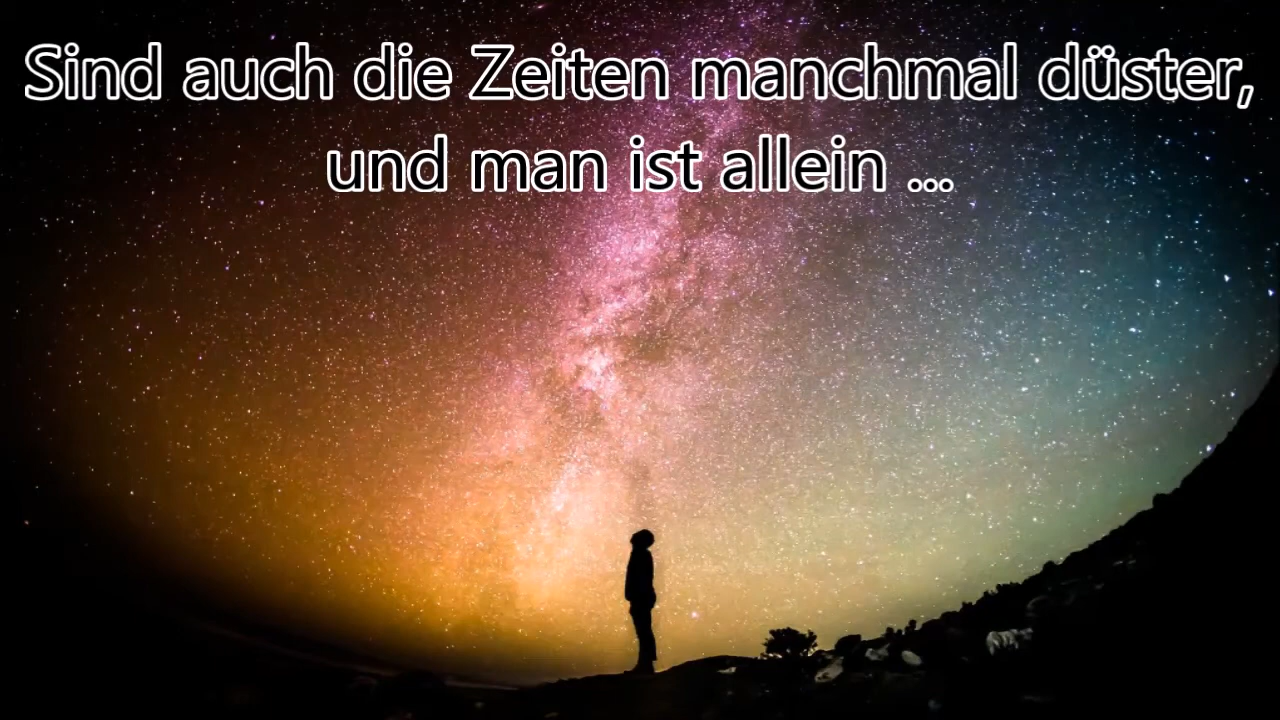 Sind auch die Zeiten manchmal düster,
und man ist allein ...